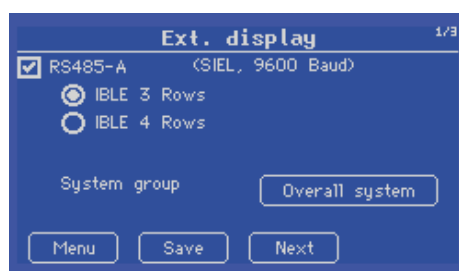 Ext. display 1/3
RS485-A (SIEL, 9600 Baud)
IBLE 3 Rows
IBLE 4 Rows
System group Overall system
Menu Save Next